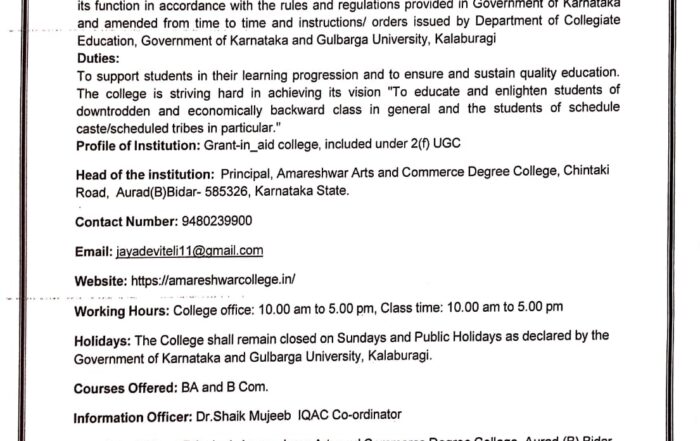 its function in accordance with the rules and regulations provided in Government of Karnataka
and amended from time to time and instructions/ orders issued by Department of Collegiate
Education, Government of Karnataka and Gulbarga University, Kalaburagi
Duties:
To support students in their learning progression and to ensure and sustain quality education.
The college is striving hard in achieving its vision "To educate and enlighten students of
downtrodden and economically backward class in general and the students of schedule
caste/scheduled tribes in particular."
Profile of Institution: Grant-in_aid college, included under 2(f) UGC
Head of the institution: Principal, Amareshwar Arts and Commerce Degree College, Chintaki
Road, Aurad(B)Bidar- 585326, Karnataka State.
Contact Number: 9480239900
Email: jayadeviteli11@gmail.com
Website: https://amareshwarcollege.in/
Working Hours: College office: 10.00 am to 5.00 pm, Class time: 10.00 am to 5.00 pm
Holidays: The College shall remain closed on Sundays and Public Holidays as declared by the
Government of Karnataka and Gulbarga University, Kalaburagi.
Courses Offered: BA and B Com.
Information Officer: Dr.Shaik Mujeeb IQAC Co-ordinator
Commerce Degree College, Aurad (B) Bidar